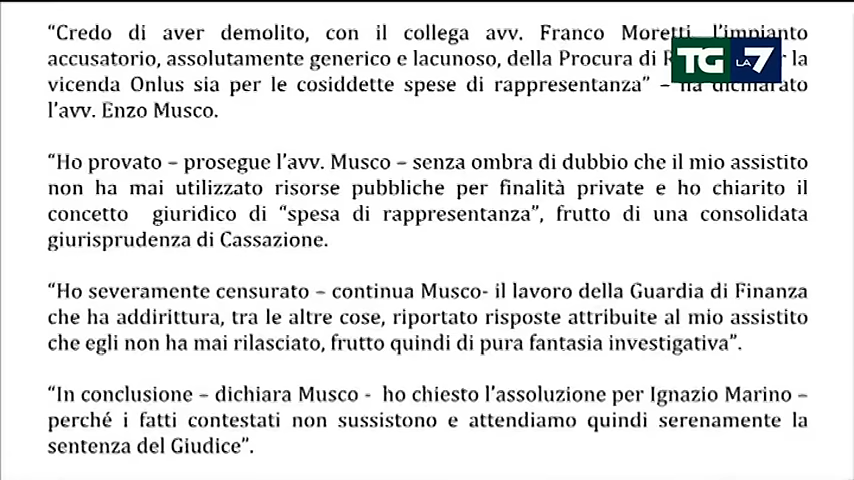 “Credo di aver demolito, con il collega avv. Franco Moretti, l’impianto
accusatorio, assolutamente generico e lacunoso, della Procura di la
vicenda Onlus sia per le cosiddette spese di rappresentanza” – ha dichiarato
l’avv. Enzo Musco.
“Ho provato – prosegue l’avv. Musco – senza ombra di dubbio che il mio assistito
non ha mai utilizzato risorse pubbliche per finalità private e ho chiarito il
concetto giuridico di “spesa di rappresentanza”, frutto di una consolidata
giurisprudenza di Cassazione.
“Ho severamente censurato – continua Musco- il lavoro della Guardia di Finanza
che ha addirittura, tra le altre cose, riportato risposte attribuite al mio assistito
che egli non ha mai rilasciato, frutto quindi di pura fantasia investigativa”.
“In conclusione – dichiara Musco - ho chiesto l’assoluzione per Ignazio Marino –
perché i fatti contestati non sussistono e attendiamo quindi serenamente la
sentenza del Giudice”.
TG LA7